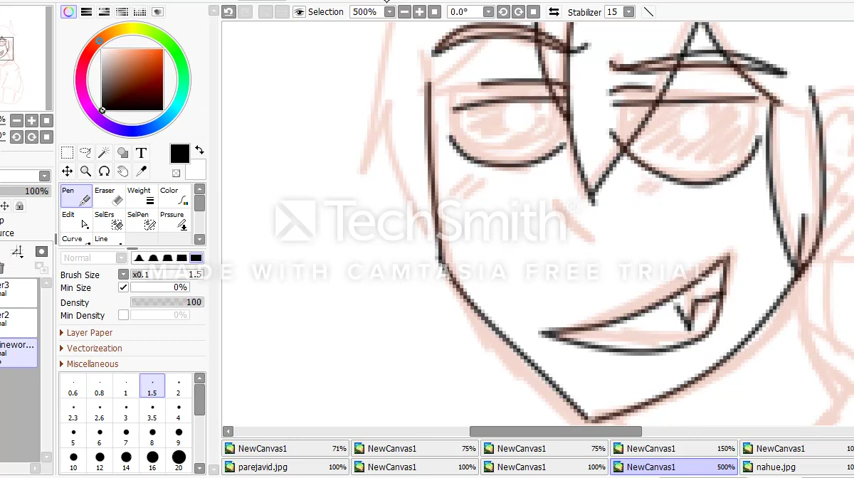 Selection 500% 0.0° Stabilizer 15
100%
Pen Eraser Weight Color
Edit SelErs SelPen Prssure
Curve Line
Normal
Brush Size x0.1 1.5
Min Size 0%
Density 100
Min Density
Layer Paper
Vectorization
Miscellaneous
0.6 0.8 1 1.5 2
2.3 2.6 3 3.5 4
5 6 7 8 9
10 12 14 16 20
TechSmith
MADE WITH CAMTASIA FREE TRIAL
NewCanvas1 71% NewCanvas1 75% NewCanvas1 75% NewCanvas1 150% NewCanvas1
parejavid.jpg 100% NewCanvas1 100% NewCanvas1 100% NewCanvas1 500% nahue.jpg